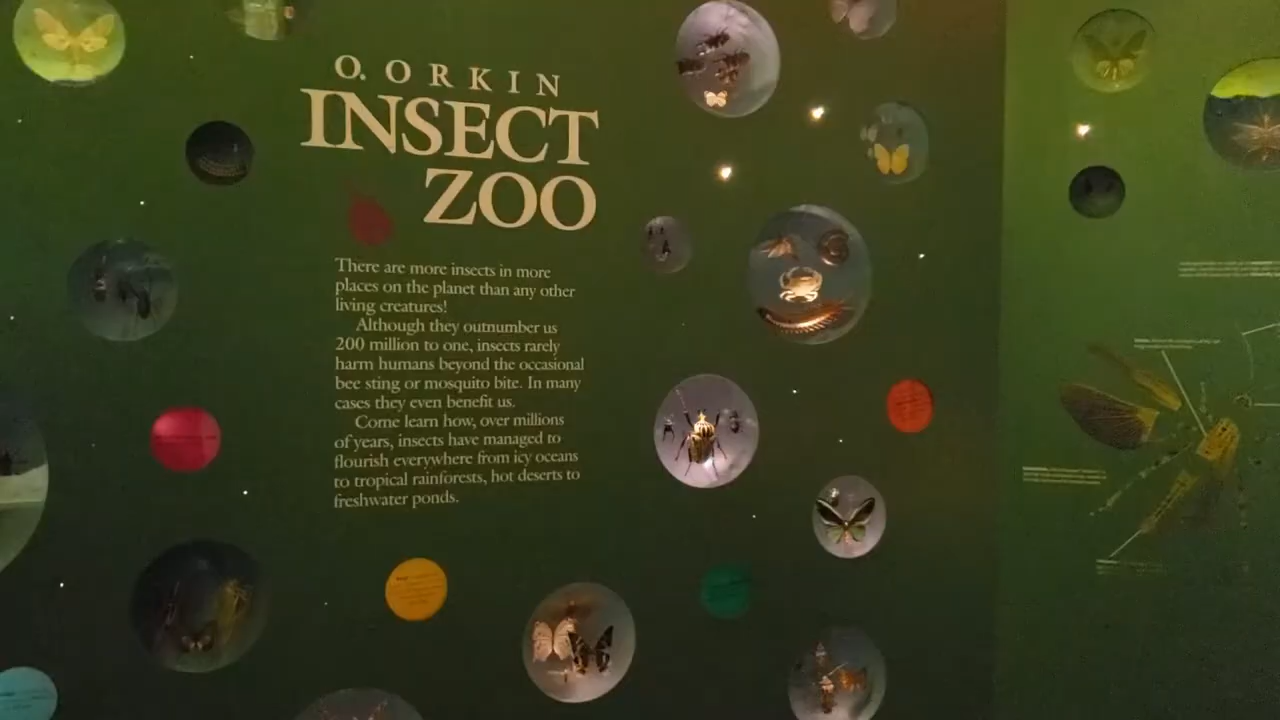 O. ORKIN
INSECT
ZOO
There are more insects in more
places on the planet than any other
living creatures!
Although they outnumber us
200 million to one, insects rarely
harm humans beyond the occasional
bee sting or mosquito bite. In many
cases they even benefit us.
Come learn how, over millions
of years, insects have managed to
flourish everywhere from icy oceans
to tropical rainforests, hot deserts to
freshwater ponds.